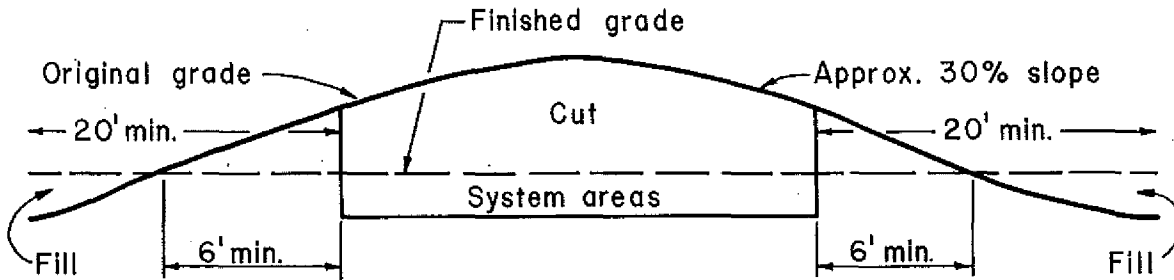 Finished grade
Original grade
Approx. 30% slope
20' min.
Cut
20' min.
System areas
6' min.
6' min.
Fill
Fill